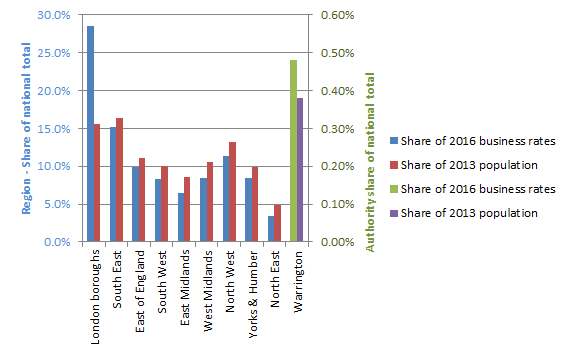 30.0%
25.0%
20.0%
15.0%
10.0%
5.0%
0.0%
Region - Share of national total
0.60%
0.50%
0.40%
0.30%
0.20%
0.10%
0.00%
Authority share of national total
London boroughs
South East
East of England
South West
East Midlands
West Midlands
North West
Yorks & Humber
North East
Warrington
Share of 2016 business rates
Share of 2013 population
Share of 2016 business rates
Share of 2013 population